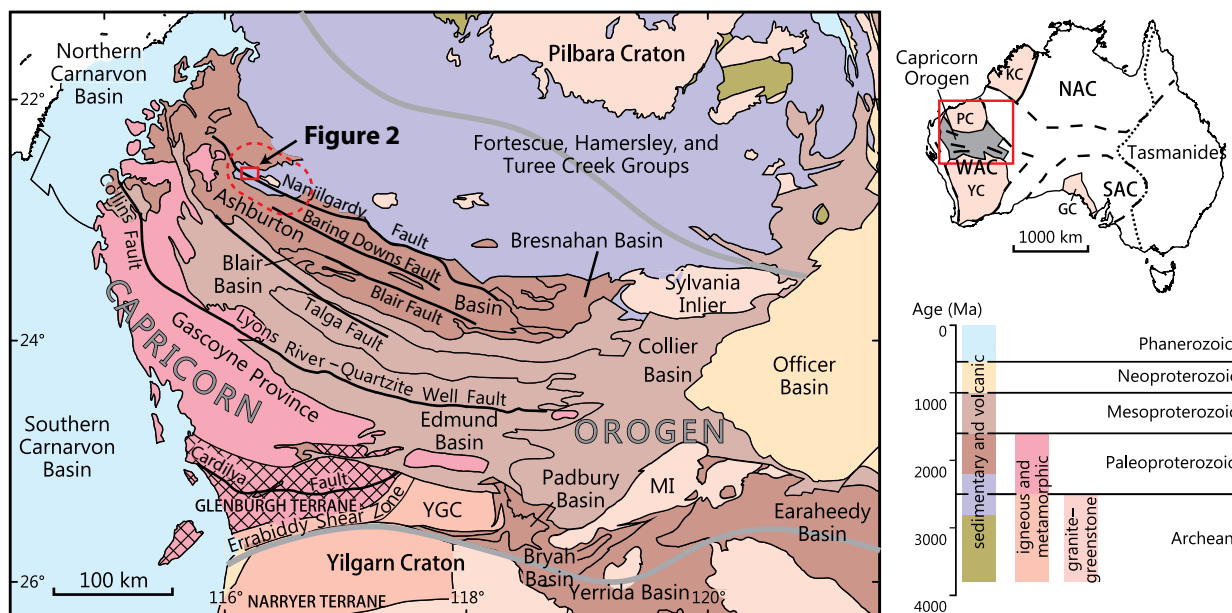 Northern
Carnarvon
Basin
Pilbara Craton
22°
Figure 2
Fortescue, Hamersley, and
Turee Creek Groups
Nanjilgardy
Fault
Collins Fault
Ashburton
Baring Downs Fault
Bresnahan Basin
Blair
Basin
Blair Fault
Basin
Sylvania
Inlier
CAPRICORN
Talga Fault
24°
Gascoyne Province
Lyons River–Quartzite Well Fault
Collier
Basin
Officer
Basin
Southern
Carnarvon
Basin
Edmund
Basin
OROGEN
Cardilya
Fault
Padbury
Basin
MI
GLENBURGH TERRANE
YGC
Errabiddy Shear Zone
Earaheedy
Basin
Bryah
Basin
Yilgarn Craton
26°
100 km
116°
118°
120°
Yerrida Basin
NARRYER TERRANE
Capricorn
Orogen
KC
NAC
PC
WAC
Tasmanides
YC
SAC
GC
1000 km
Age (Ma)
0
Phanerozoic
Neoproterozoic
1000
Mesoproterozoic
2000
Paleoproterozoic
3000
Archean
4000
sedimentary and volcanic
igneous and
metamorphic
granite–
greenstone